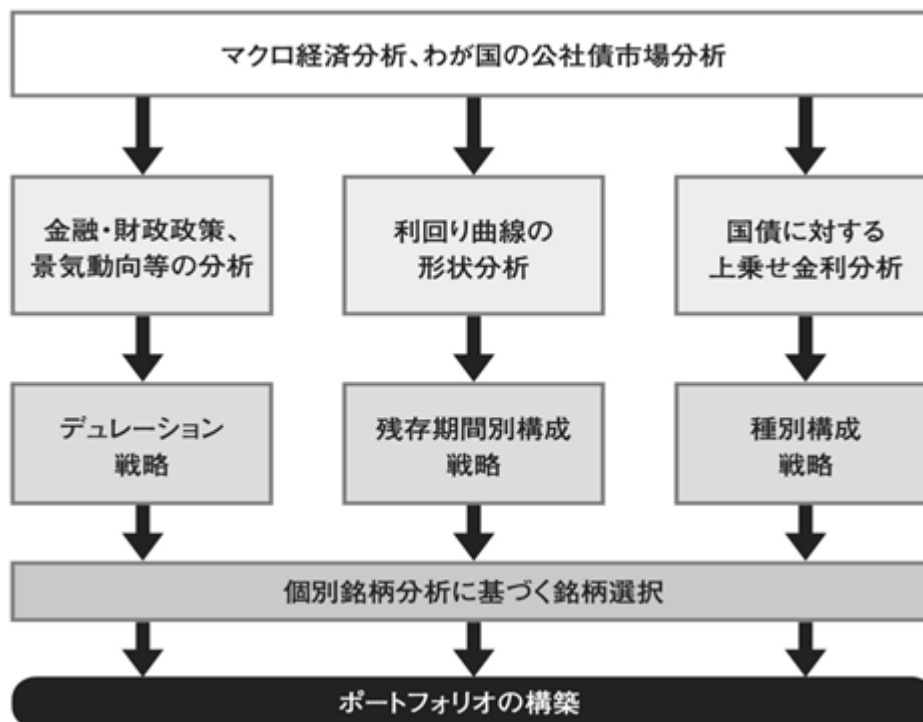 マクロ経済分析、わが国の公社債市場分析
金融・財政政策、
景気動向等の分析
利回り曲線の
形状分析
国債に対する
上乗せ金利分析
デュレーション
戦略
残存期間別構成
戦略
種別構成
戦略
個別銘柄分析に基づく銘柄選択
ポートフォリオの構築